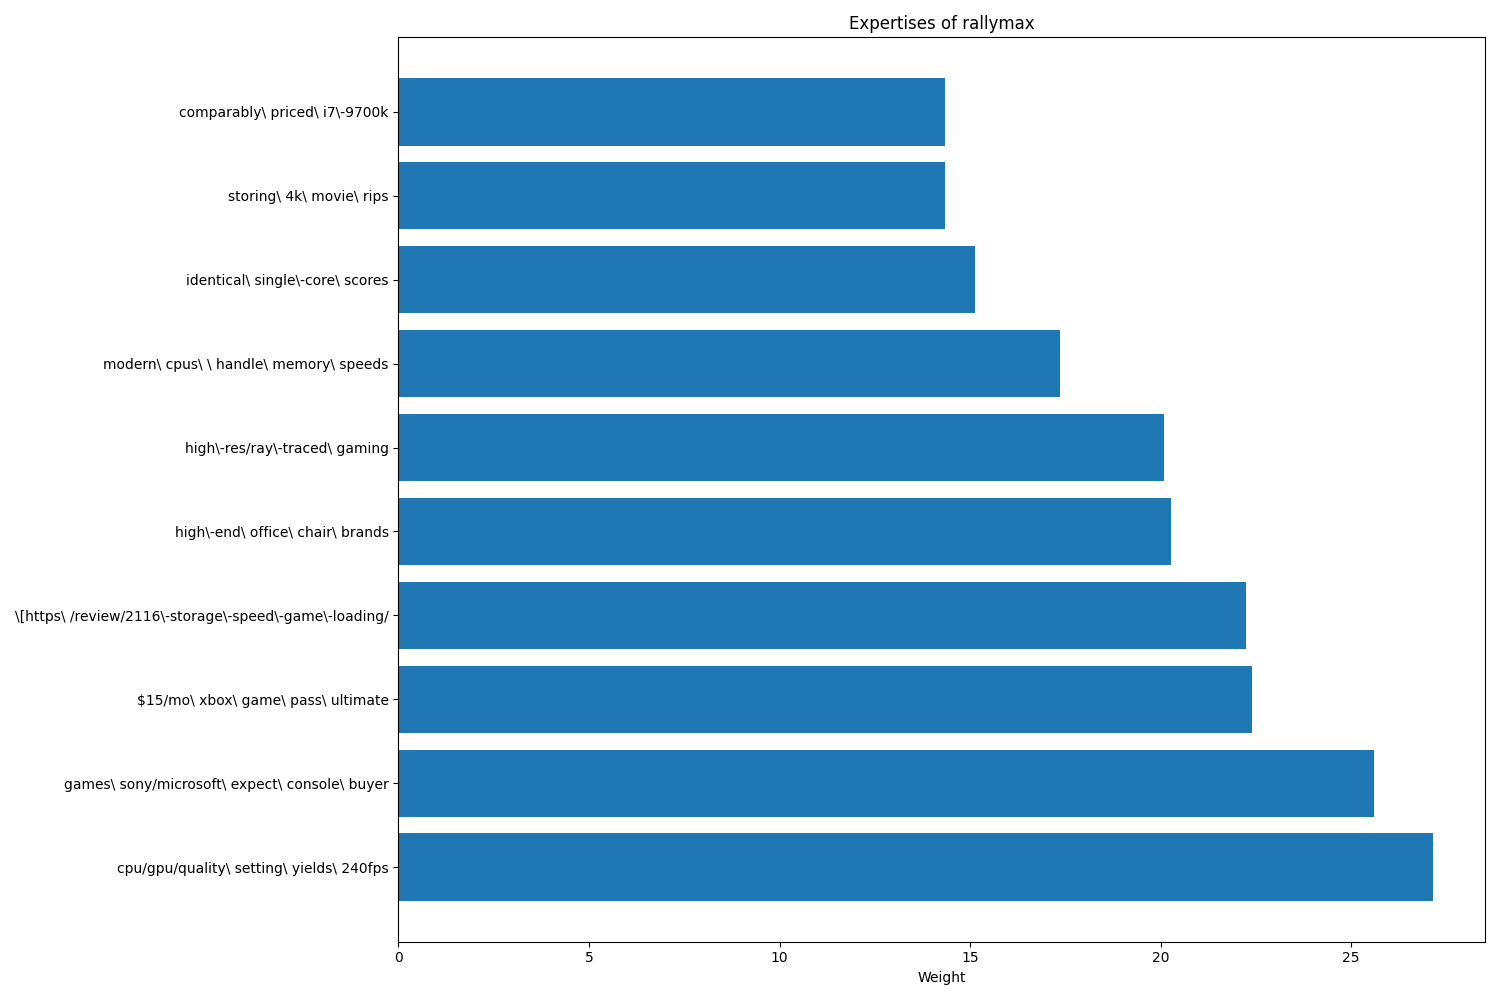 Expertises of rallymax
comparably\ priced\ i7\-9700k
storing\ 4k\ movie\ rips
identical\ single\-core\ scores
modern\ cpus\ \ handle\ memory\ speeds
high\-res/ray\-traced\ gaming
high\-end\ office\ chair\ brands
\[https\ /review/2116\-storage\-speed\-game\-loading/
$15/mo\ xbox\ game\ pass\ ultimate
games\ sony/microsoft\ expect\ console\ buyer
cpu/gpu/quality\ setting\ yields\ 240fps
0 5 10 15 20 25
Weight